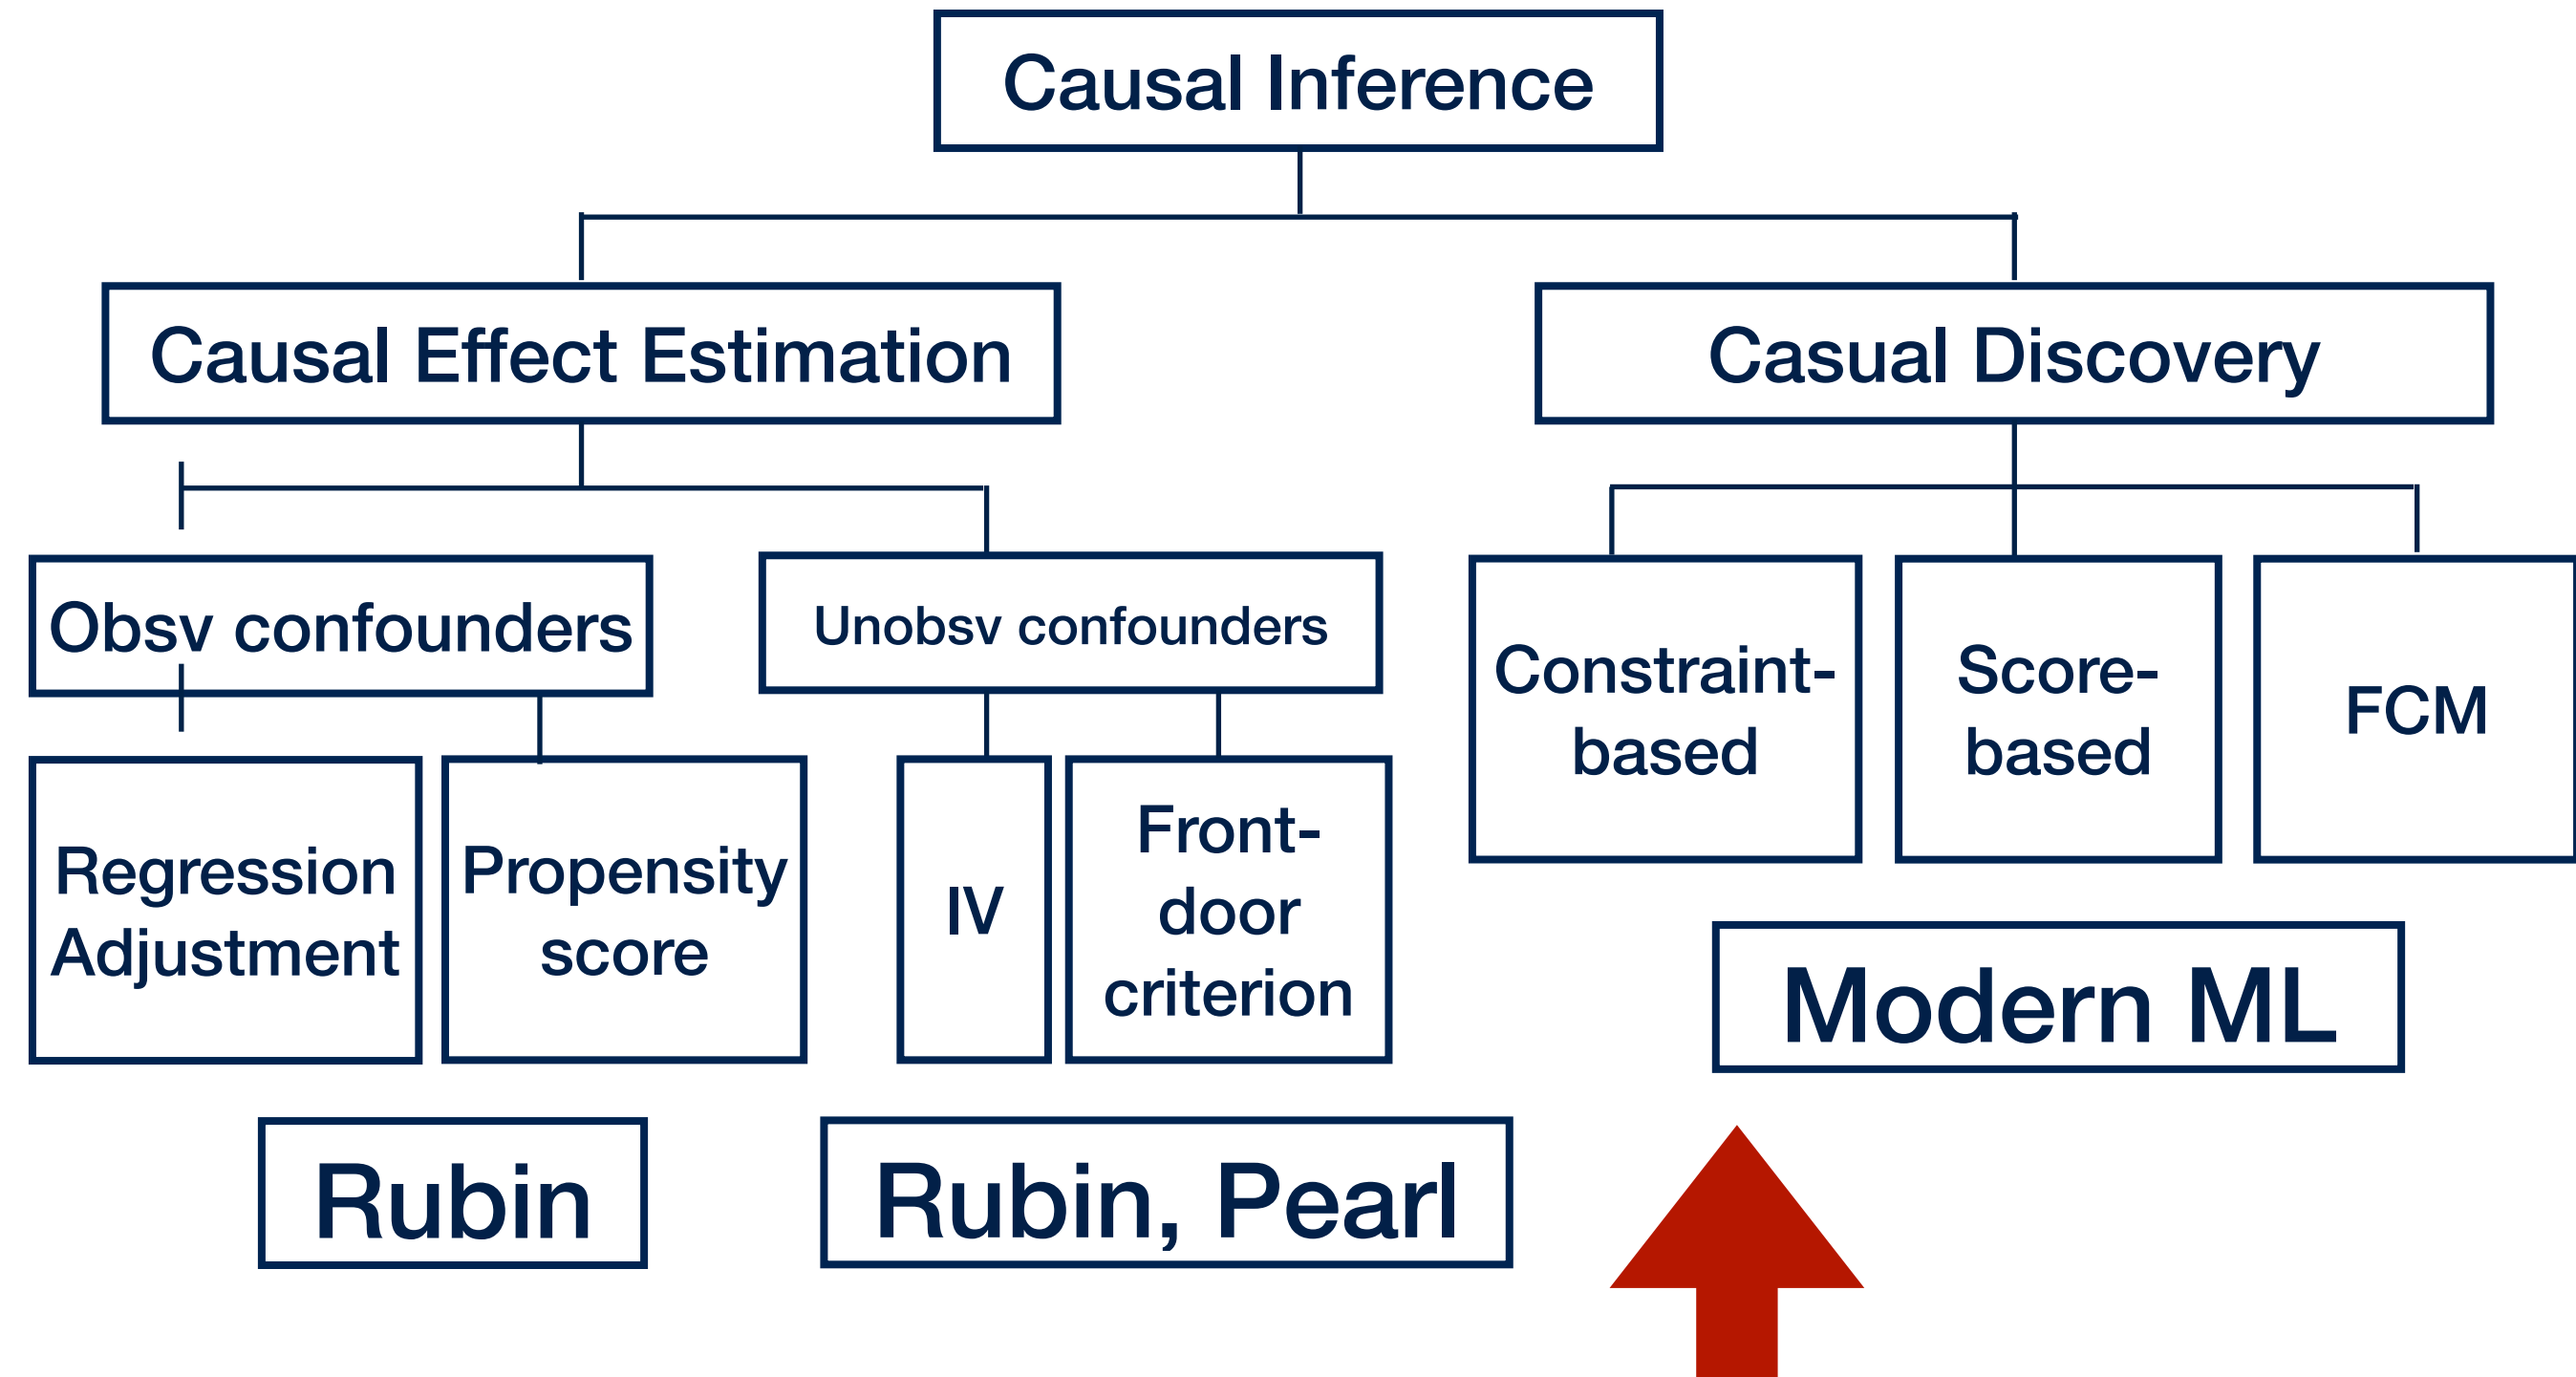 Causal Inference
Causal Effect Estimation
Casual Discovery
Obsv confounders
Unobsv confounders
Constraint-
based
Score-
based
FCM
Regression
Adjustment
Propensity
score
IV
Front-
door
criterion
Modern ML
Rubin
Rubin, Pearl